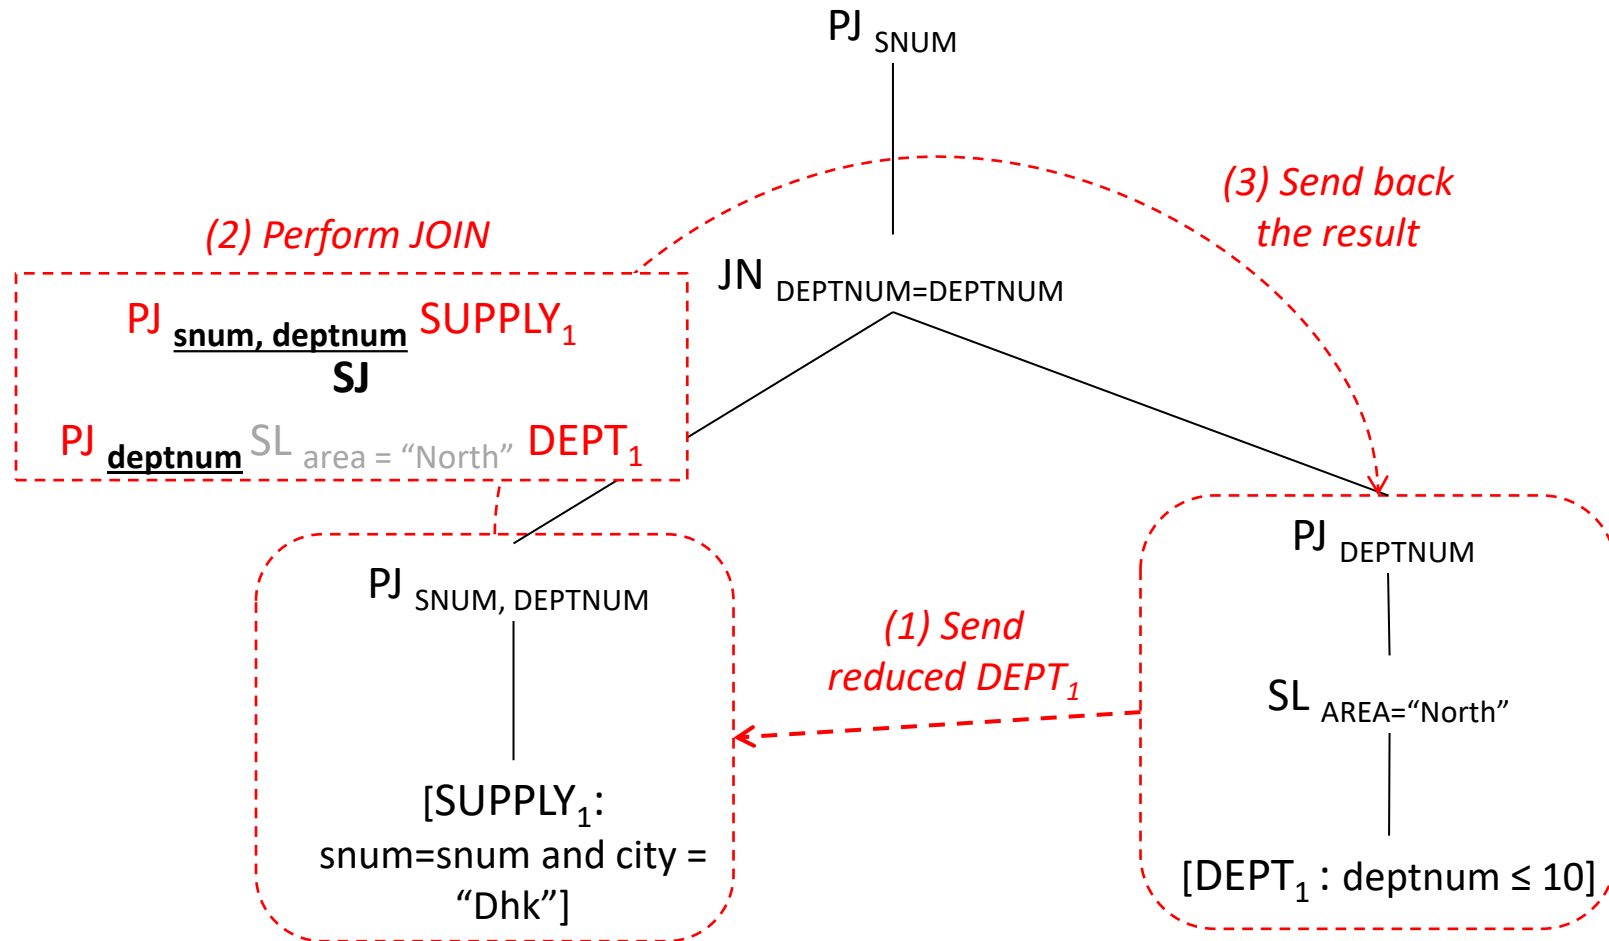 PJ SNUM
(3) Send back
the result
(2) Perform JOIN
JN DEPTNUM=DEPTNUM
PJ snum, deptnum SUPPLY1
SJ
PJ deptnum SL area = “North” DEPT1
PJ DEPTNUM
PJ SNUM, DEPTNUM
(1) Send
reduced DEPT1
SL AREA=“North”
[SUPPLY1:
snum=snum and city =
“Dhk”]
[DEPT1 : deptnum ≤ 10]